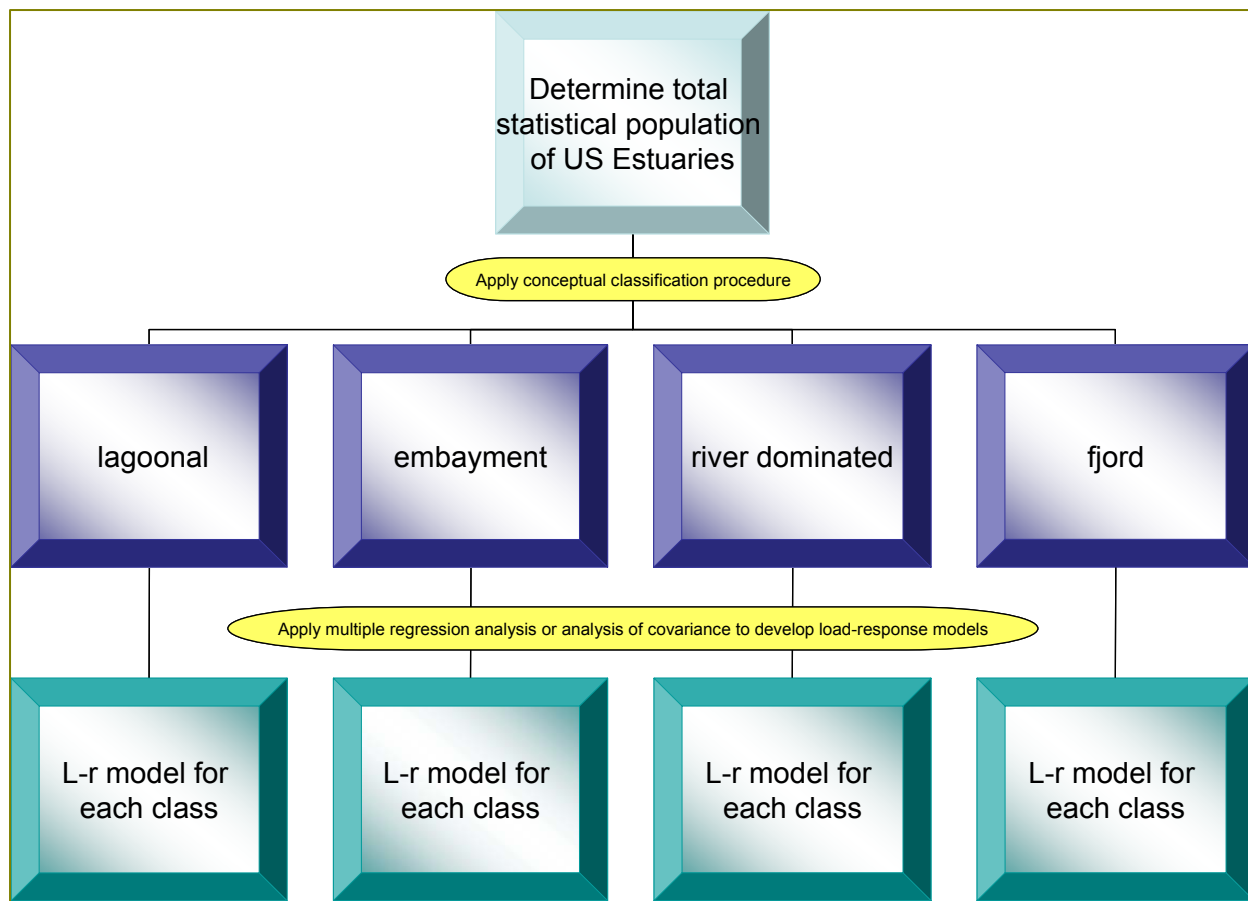 Determine total
statistical population
of US Estuaries
Apply conceptual classification procedure
lagoonal
embayment
river dominated
fjord
Apply multiple regression analysis or analysis of covariance to develop load-response models
L-r model for
each class
L-r model for
each class
L-r model for
each class
L-r model for
each class